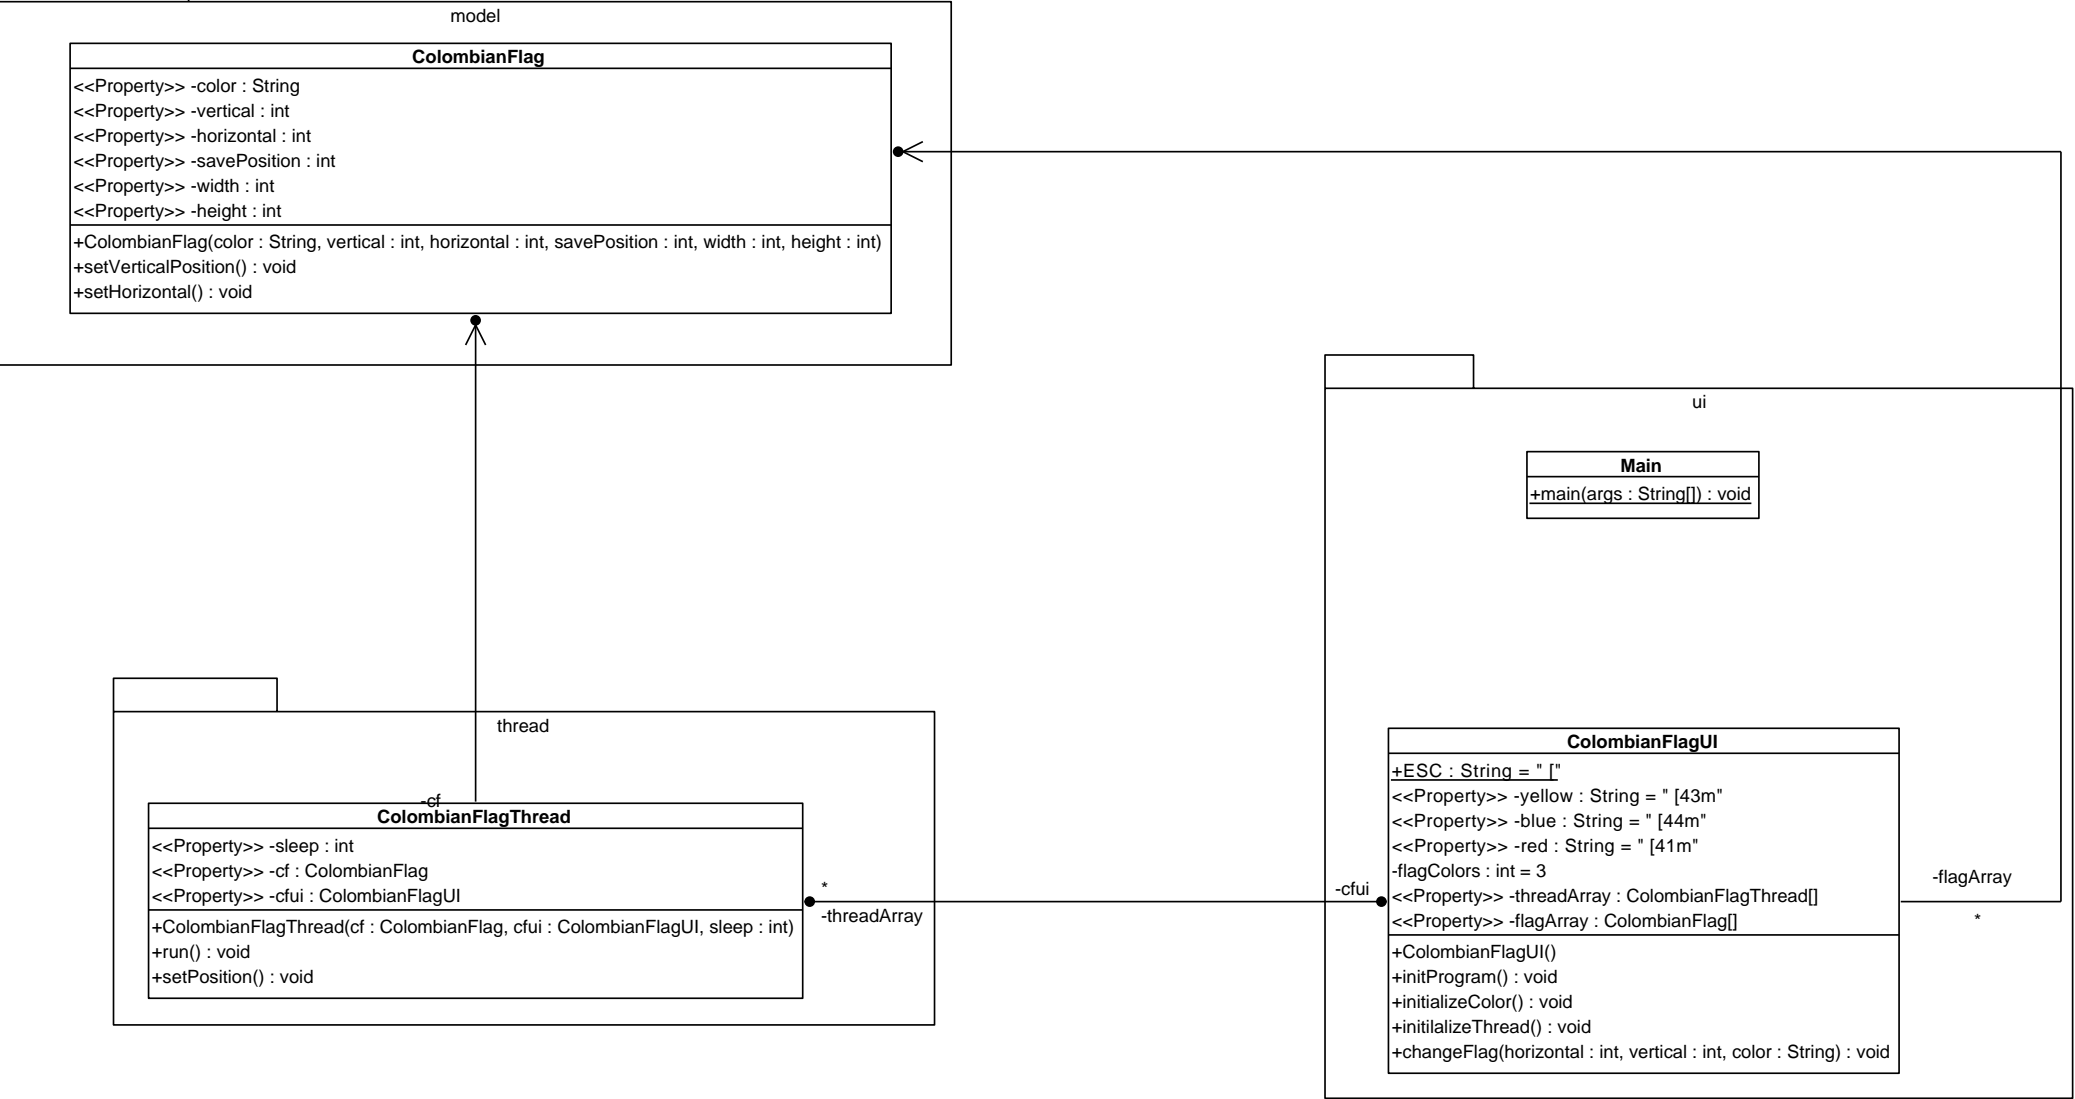 model
ColombianFlag
<<Property>> -color : String
<<Property>> -vertical : int
<<Property>> -horizontal : int
<<Property>> -savePosition : int
<<Property>> -width : int
<<Property>> -height : int
+ColombianFlag(color : String, vertical : int, horizontal : int, savePosition : int, width : int, height : int)
+setVerticalPosition() : void
+setHorizontal() : void
ui
Main
+main(args : String[]) : void
thread
-cf
ColombianFlagThread
<<Property>> -sleep : int
<<Property>> -cf : ColombianFlag
<<Property>> -cfui : ColombianFlagUI
+ColombianFlagThread(cf : ColombianFlag, cfui : ColombianFlagUI, sleep : int)
+run() : void
+setPosition() : void
*
-threadArray
-cfui
ColombianFlagUI
+ESC : String = " ["
<<Property>> -yellow : String = " [43m"
<<Property>> -blue : String = " [44m"
<<Property>> -red : String = " [41m"
-flagColors : int = 3
<<Property>> -threadArray : ColombianFlagThread[]
<<Property>> -flagArray : ColombianFlag[]
+ColombianFlagUI()
+initProgram() : void
+initializeColor() : void
+initilalizeThread() : void
+changeFlag(horizontal : int, vertical : int, color : String) : void
-flagArray
*